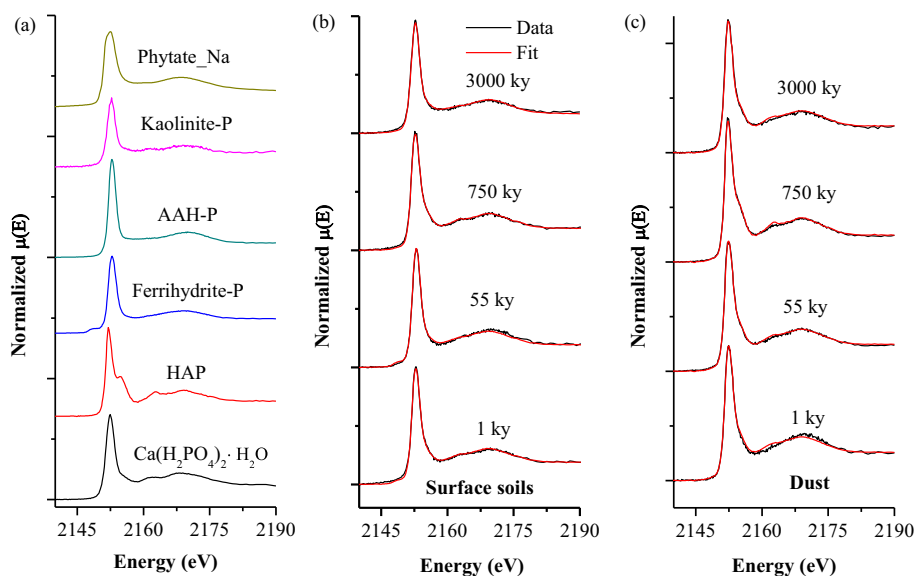 (a)
Normalized μ(E)
Phytate_Na
Kaolinite-P
AAH-P
Ferrihydrite-P
HAP
Ca(H₂PO₄)₂· H₂O
2145 2160 2175 2190
Energy (eV)
(b)
Normalized μ(E)
Data
Fit
3000 ky
750 ky
55 ky
1 ky
Surface soils
2145 2160 2175 2190
Energy (eV)
(c)
Normalized μ(E)
3000 ky
750 ky
55 ky
1 ky
Dust
2145 2160 2175 2190
Energy (eV)